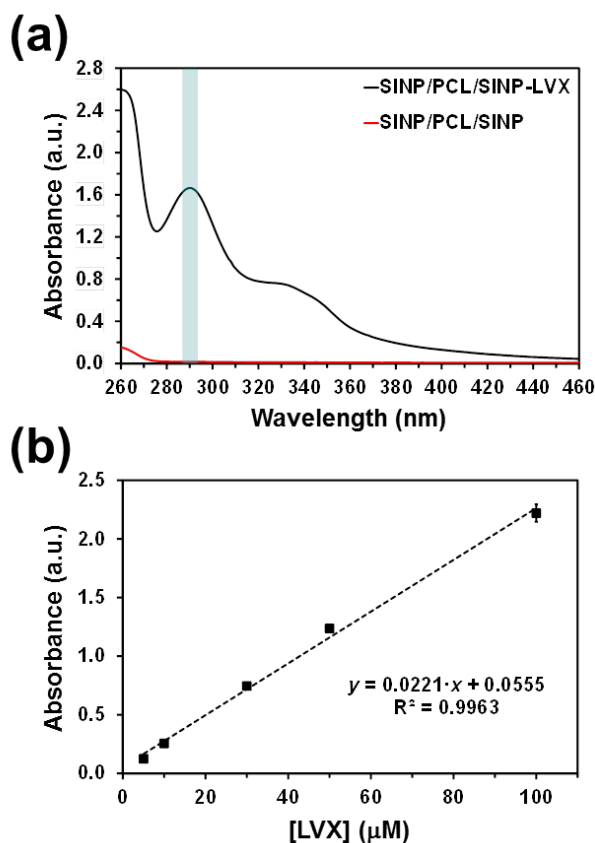 (a)
2.8
2.4
2.0
1.6
1.2
0.8
0.4
0.0
Absorbance (a.u.)
SINP/PCL/SINP-LVX
SINP/PCL/SINP
260 280 300 320 340 360 380 400 420 440 460
Wavelength (nm)
(b)
2.5
2.0
1.5
1.0
0.5
0.0
Absorbance (a.u.)
y = 0.0221·x + 0.0555
R² = 0.9963
0 20 40 60 80 100
[LVX] (μM)